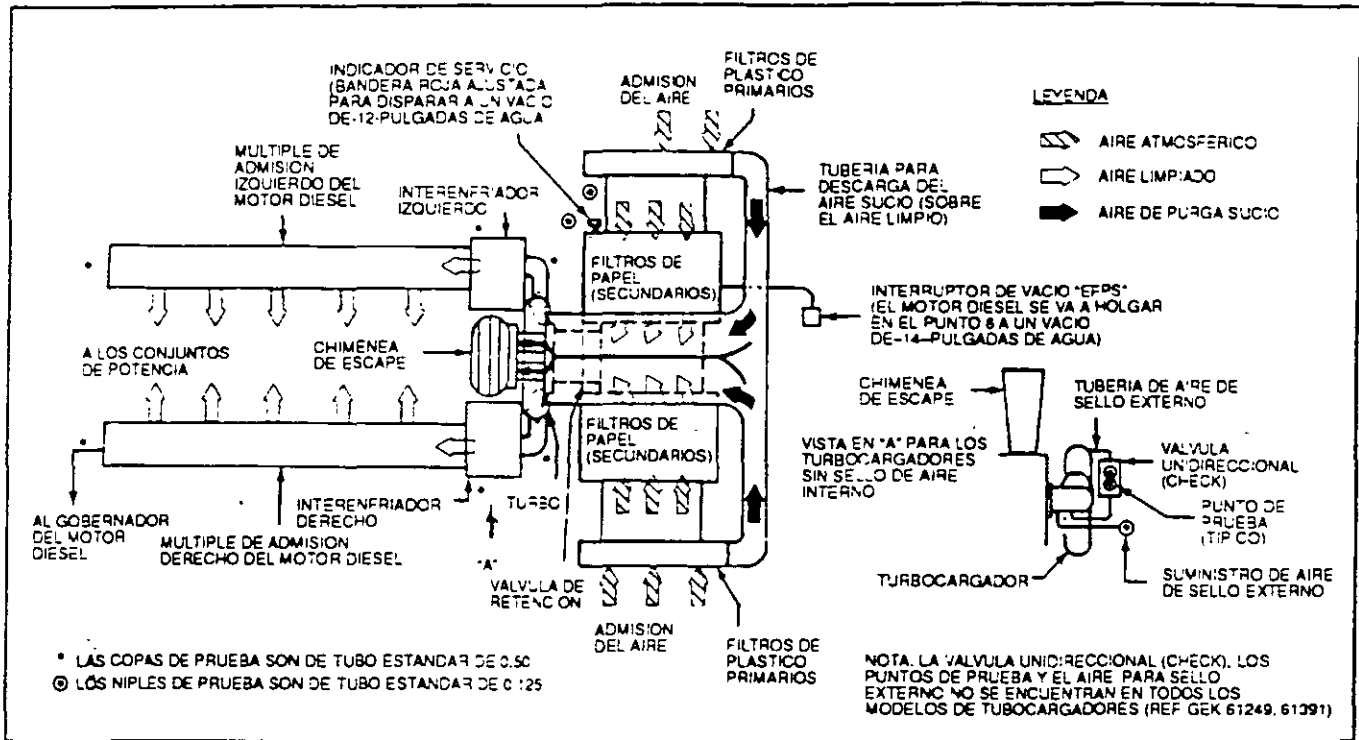 INDICADOR DE SERVICIO
(BANDERA ROJA AJUSTADA
PARA DISPARAR A UN VACIO
DE-12-PULGADAS DE AGUA
ADMISION
DEL AIRE
FILTROS DE
PLASTICO
PRIMARIOS
LEYENDA
AIRE ATMOSFERICO
AIRE LIMPIADO
AIRE DE PURGA SUCIO
MULTIPLE DE
ADMISION
IZQUIERDO DEL
MOTOR DIESEL
INTERENFRIADOR
IZQUIERDO
TUBERIA PARA
DESCARGA DEL
AIRE SUCIO (SOBRE
EL AIRE LIMPIO)
FILTROS DE
PAPEL
(SECUNDARIOS)
INTERRUPTOR DE VACIO "EFPS"
(EL MOTOR DIESEL SE VA A HOLGAR
EN EL PUNTO 8 A UN VACIO
DE-14-PULGADAS DE AGUA)
A LOS CONJUNTOS
DE POTENCIA
CHIMENEA
DE ESCAPE
CHIMENEA
DE ESCAPE
TUBERIA DE AIRE DE
SELLO EXTERNO
FILTROS DE
PAPEL
(SECUNDARIOS)
VISTA EN "A" PARA LOS
TURBOCARGADORES
SIN SELLO DE AIRE
INTERNO
VALVULA
UNIDIRECCIONAL
(CHECK)
PUNTO DE
PRUEBA
(TIPICO)
AL GOBERNADOR
DEL MOTOR
DIESEL
INTERENFRIADOR
DERECHO
MULTIPLE DE ADMISION
DERECHO DEL MOTOR DIESEL
TURBO
"A"
VALVULA DE
RETENCION
TURBOCARGADOR
SUMINISTRO DE AIRE
DE SELLO EXTERNO
ADMISION
DEL AIRE
FILTROS DE
PLASTICO
PRIMARIOS
* LAS COPAS DE PRUEBA SON DE TUBO ESTANDAR DE 0.50
LOS NIPLES DE PRUEBA SON DE TUBO ESTANDAR DE 0.125
NOTA. LA VALVULA UNIDIRECCIONAL (CHECK), LOS
PUNTOS DE PRUEBA Y EL AIRE PARA SELLO
EXTERNO NO SE ENCUENTRAN EN TODOS LOS
MODELOS DE TUBOCARGADORES (REF GEK 61249, 61391)